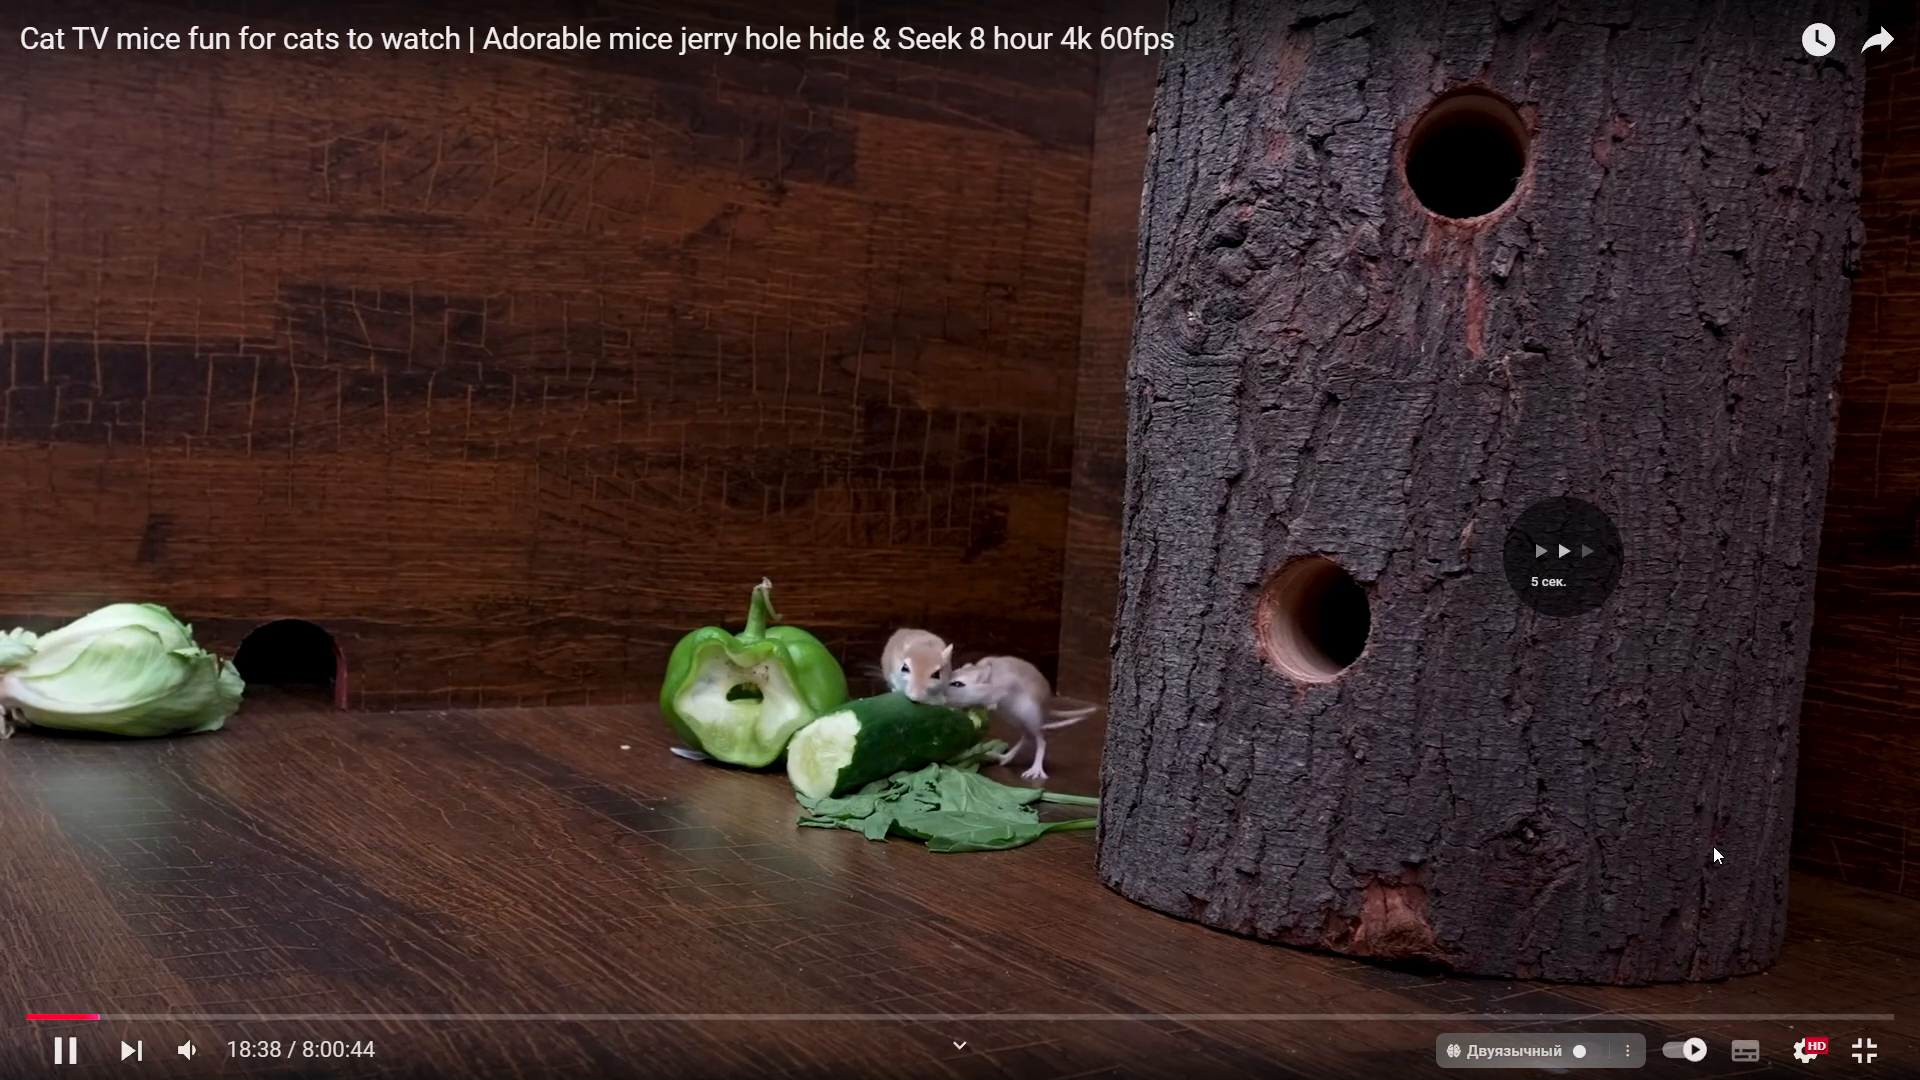 Cat TV mice fun for cats to watch | Adorable mice jerry hole hide & Seek 8 hour 4k 60fps
5 сек.
18:38 / 8:00:44
Двуязычный
HD